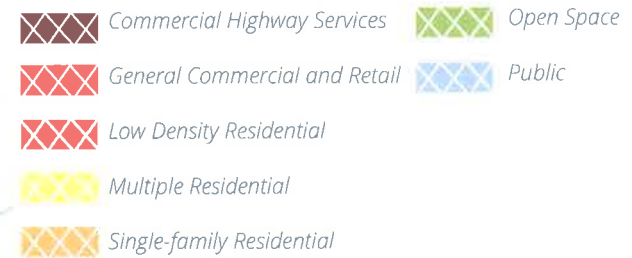 Commercial Highway Services
General Commercial and Retail
Low Density Residential
Multiple Residential
Single-family Residential
Open Space
Public